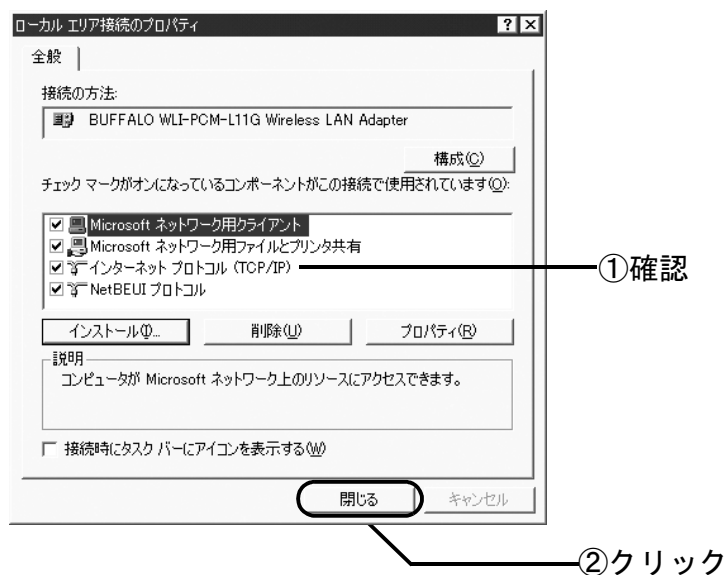 ローカル エリア接続のプロパティ
全般
接続の方法:
BUFFALO WLI-PCM-L11G Wireless LAN Adapter
構成(C)
チェック マークがオンになっているコンポーネントがこの接続で使用されています(O):
Microsoft ネットワーク用クライアント
Microsoft ネットワーク用ファイルとプリンタ共有
インターネット プロトコル (TCP/IP)
①確認
NetBEUI プロトコル
インストール(I)... 削除(U) プロパティ(R)
説明
コンピュータが Microsoft ネットワーク上のリソースにアクセスできます。
接続時にタスク バーにアイコンを表示する(W)
閉じる キャンセル
②クリック